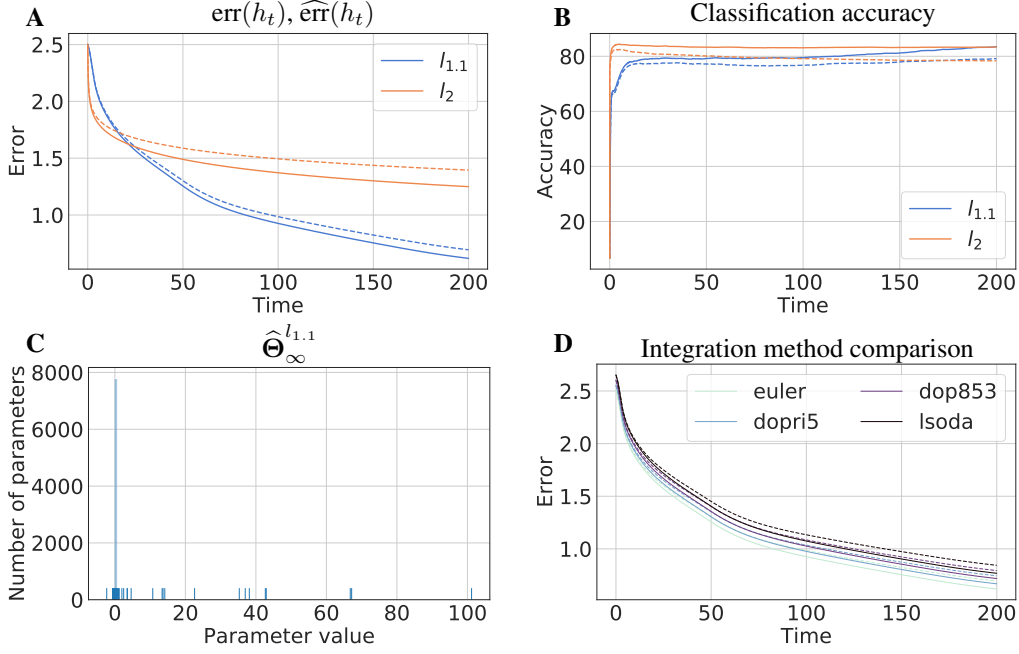 A
err(h_t), \widehat{err}(h_t)
2.5
2.0
1.5
1.0
Error
l_{1.1}
l_2
0
50
100
150
200
Time
B
Classification accuracy
80
60
40
20
Accuracy
l_{1.1}
l_2
0
50
100
150
200
Time
C
\widehat{Θ}_∞^{l_{1.1}}
8000
6000
4000
2000
0
Number of parameters
0
20
40
60
80
100
Parameter value
D
Integration method comparison
2.5
2.0
1.5
1.0
Error
euler
dopri5
dop853
lsoda
0
50
100
150
200
Time